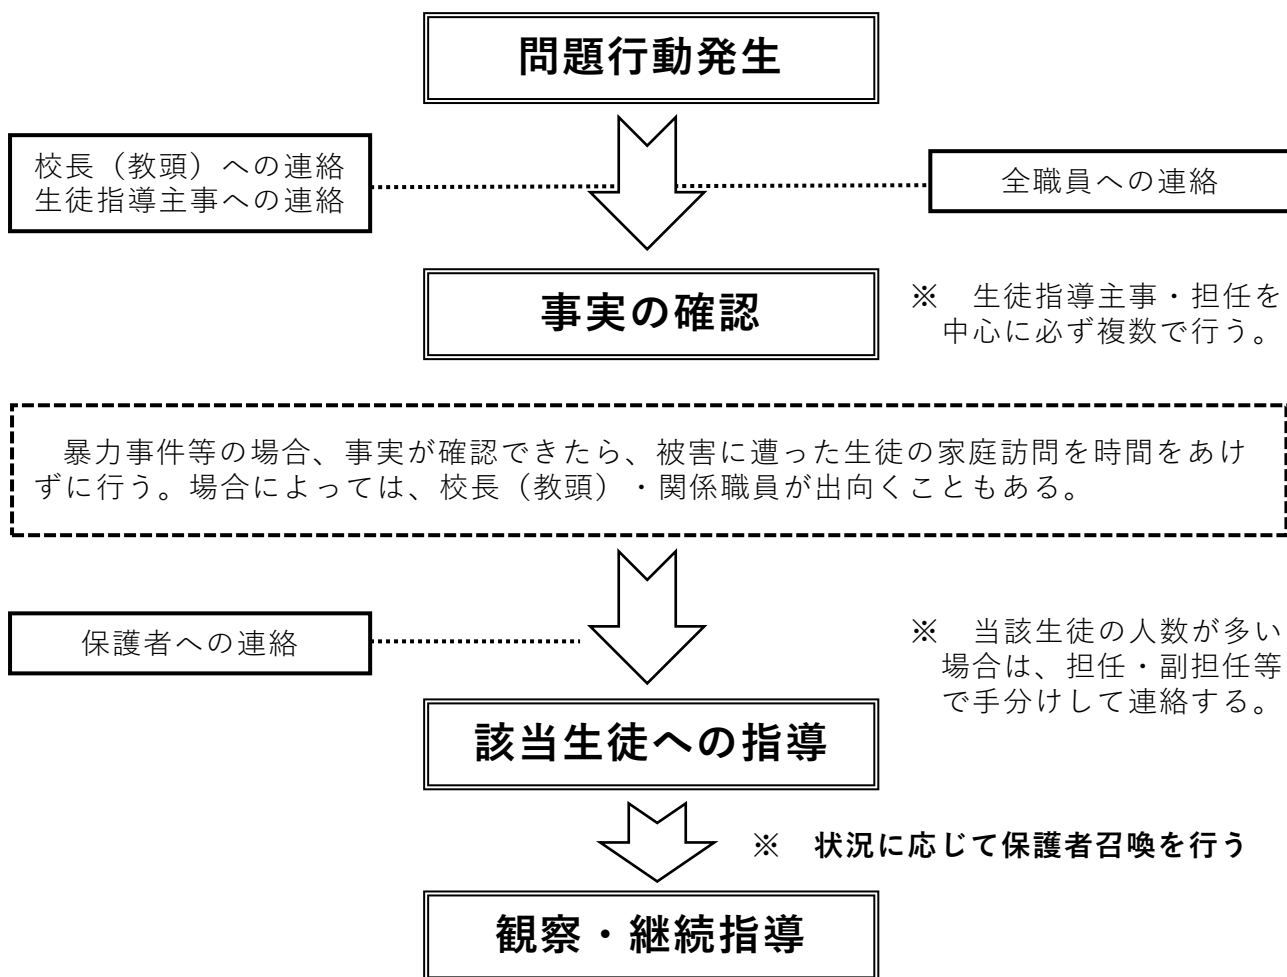 問題行動発生
校長（教頭）への連絡
生徒指導主事への連絡
全職員への連絡
事実の確認
※　生徒指導主事・担任を
中心に必ず複数で行う。
暴力事件等の場合、事実が確認できたら、被害に遭った生徒の家庭訪問を時間をあけ
ずに行う。場合によっては、校長（教頭）・関係職員が出向くこともある。
保護者への連絡
※　当該生徒の人数が多い
場合は、担任・副担任等
で手分けして連絡する。
該当生徒への指導
※　状況に応じて保護者召喚を行う
観察・継続指導